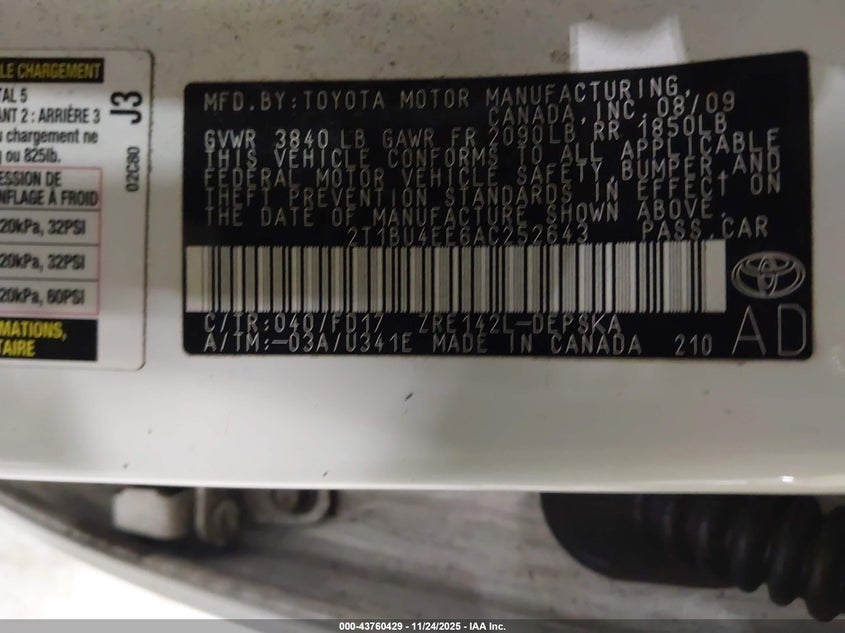 LE CHARGEMENT
TAL 5
ANT 2 : ARRIÈRE 3
chargement ne
ou 825lb.
ESSION DE
NFLAGE À FROID
20kPa, 32PSI
20kPa, 32PSI
20kPa, 60PSI
MATIONS,
TAIRE
J3
02C80
MFD.BY:TOYOTA MOTOR MANUFACTURING,
CANADA,INC.08/09
GVWR 3840 LB GAWR FR 2090LB,RR 1850LB
THIS VEHICLE CONFORMS TO ALL APPLICABLE
FEDERAL MOTOR VEHICLE SAFETY,BUMPER,AND
THEFT PREVENTION STANDARDS IN EFFECT ON
THE DATE OF MANUFACTURE SHOWN ABOVE.
2T1BU4EE6AC252643 PASS.CAR
C/TR:040/FD17 ZRE142L-DEPSKA
A/TM:-03A/U341E MADE IN CANADA 210
AD
000-43760429 - 11/24/2025 - IAA Inc.